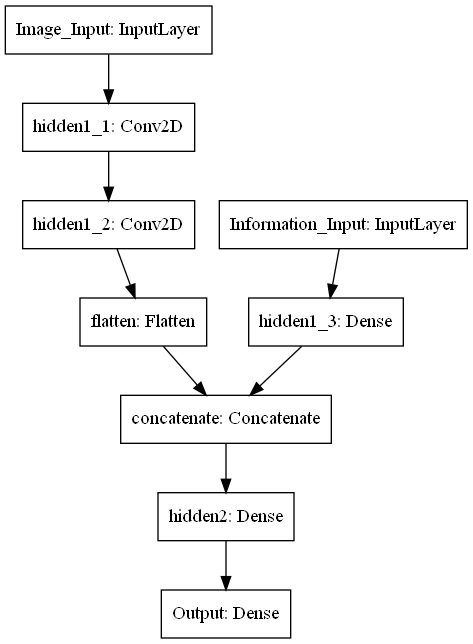 Image_Input: InputLayer
hidden1_1: Conv2D
hidden1_2: Conv2D
Information_Input: InputLayer
flatten: Flatten
hidden1_3: Dense
concatenate: Concatenate
hidden2: Dense
Output: Dense